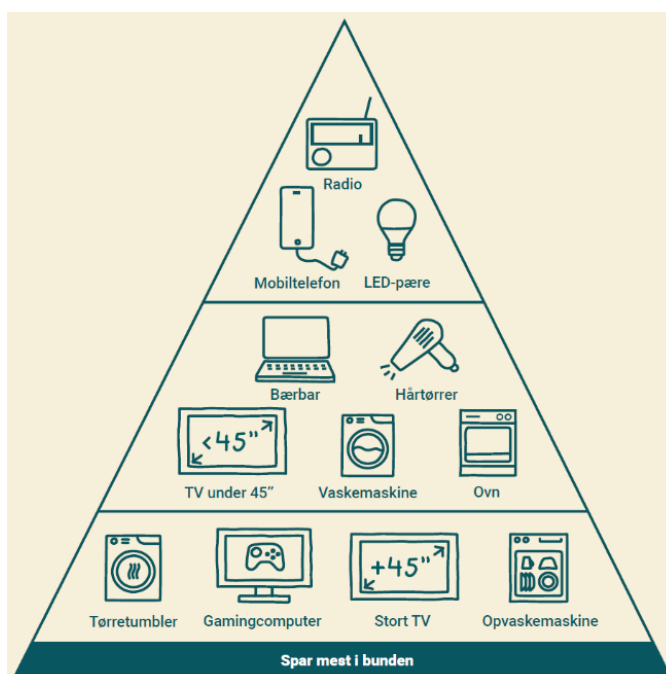 Radio
Mobiltelefon LED-pære
Bærbar Hårtørrer
<45"
TV under 45" Vaskemaskine Ovn
+45"
Tørretumbler Gamingcomputer Stort TV Opvaskemaskine
Spar mest i bunden